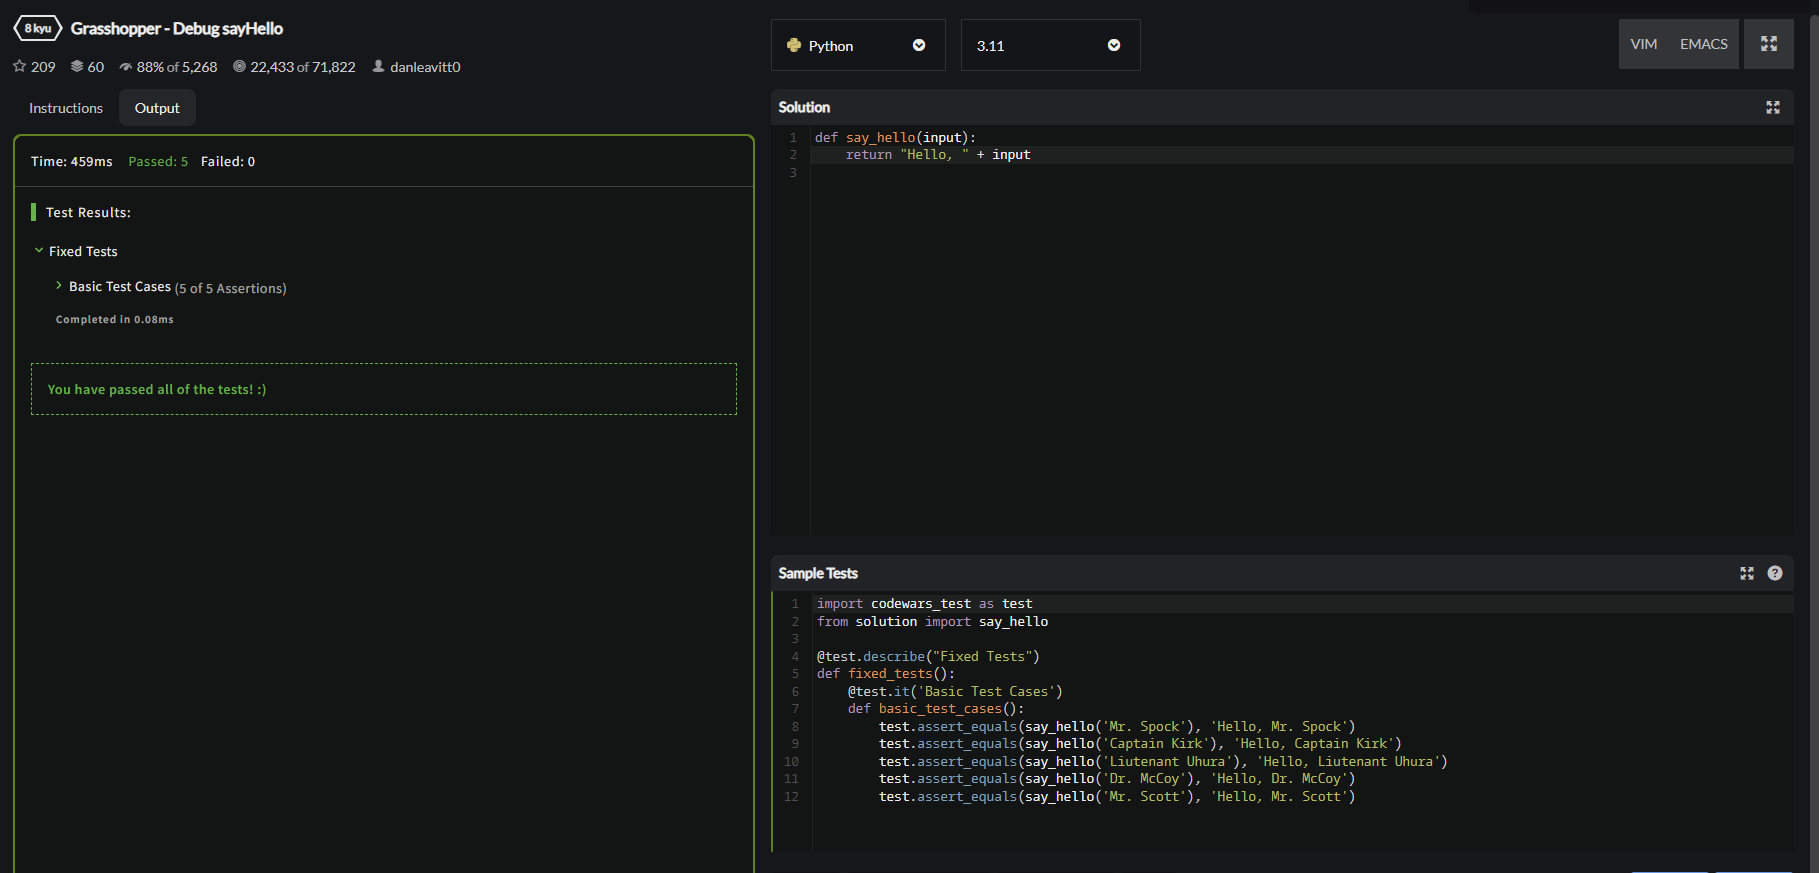 8 kyu Grasshopper - Debug sayHello
209 60 88% of 5,268 22,433 of 71,822 danleavitt0
Instructions Output
Time: 459ms Passed: 5 Failed: 0
Test Results:
Fixed Tests
Basic Test Cases (5 of 5 Assertions)
Completed in 0.08ms
You have passed all of the tests! :)
Python 3.11 VIM EMACS
Solution
1 def say_hello(input):
2     return "Hello, " + input
3
Sample Tests ?
1 import codewars_test as test
2 from solution import say_hello
3
4 @test.describe("Fixed Tests")
5 def fixed_tests():
6     @test.it('Basic Test Cases')
7     def basic_test_cases():
8         test.assert_equals(say_hello('Mr. Spock'), 'Hello, Mr. Spock')
9         test.assert_equals(say_hello('Captain Kirk'), 'Hello, Captain Kirk')
10         test.assert_equals(say_hello('Liutenant Uhura'), 'Hello, Liutenant Uhura')
11         test.assert_equals(say_hello('Dr. McCoy'), 'Hello, Dr. McCoy')
12         test.assert_equals(say_hello('Mr. Scott'), 'Hello, Mr. Scott')